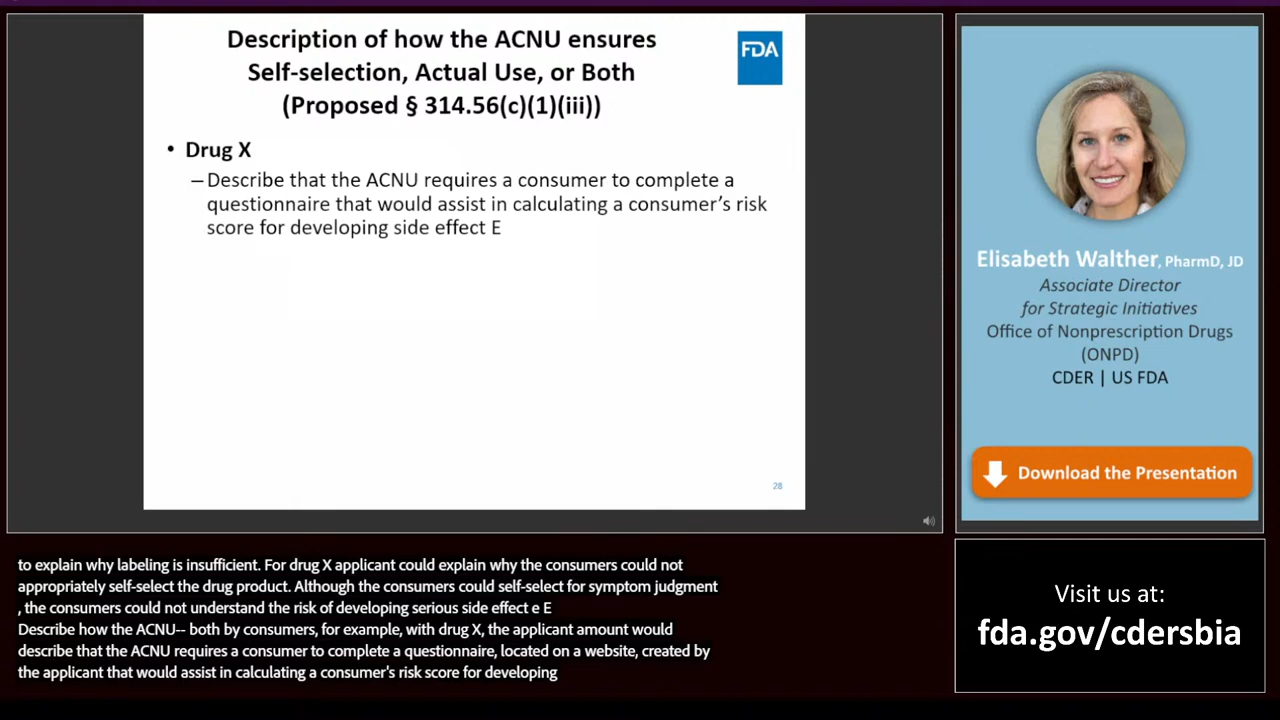 Description of how the ACNU ensures
Self-selection, Actual Use, or Both
(Proposed § 314.56(c)(1)(iii))
FDA
• Drug X
–Describe that the ACNU requires a consumer to complete a
questionnaire that would assist in calculating a consumer's risk
score for developing side effect E
28
Elisabeth Walther, PharmD, JD
Associate Director
for Strategic Initiatives
Office of Nonprescription Drugs
(ONPD)
CDER | US FDA
Download the Presentation
to explain why labeling is insufficient. For drug X applicant could explain why the consumers could not
appropriately self-select the drug product. Although the consumers could self-select for symptom judgment
, the consumers could not understand the risk of developing serious side effect e E
Describe how the ACNU-- both by consumers, for example, with drug X, the applicant amount would
describe that the ACNU requires a consumer to complete a questionnaire, located on a website, created by
the applicant that would assist in calculating a consumer's risk score for developing
Visit us at:
fda.gov/cdersbia